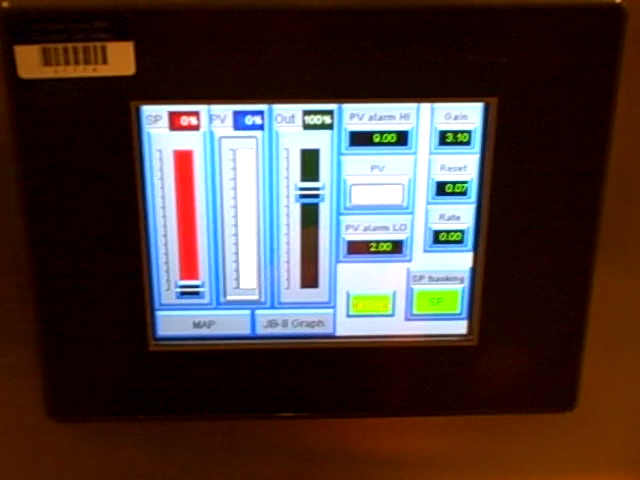 SP 0% PV 0% Out 100%
PV alarm HI
9.00
Gain
3.10
PV
Reset
0.07
PV alarm LO
2.00
Rate
0.00
SP tracking
SP
MAP
JB-8 Graph